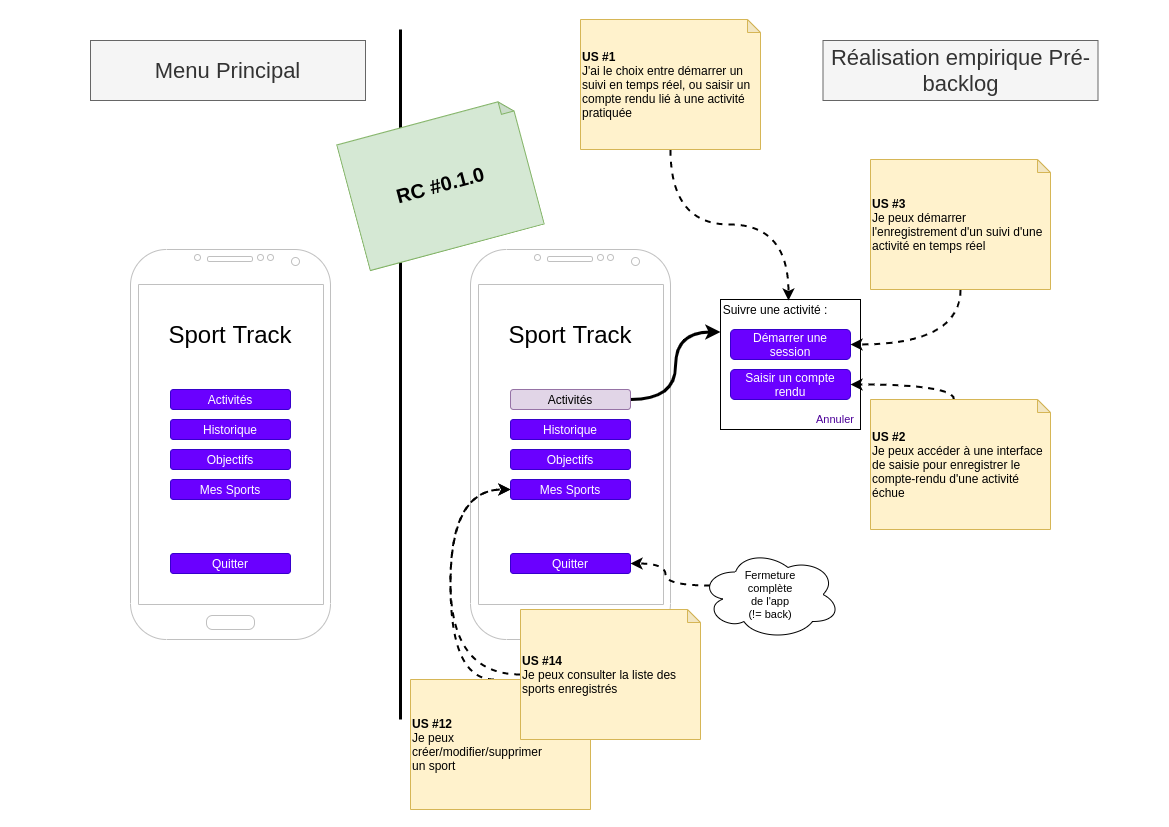 Menu Principal
Réalisation empirique Pré-
backlog
US #1
J'ai le choix entre démarrer un
suivi en temps réel, ou saisir un
compte rendu lié à une activité
pratiquée
RC #0.1.0
US #3
Je peux démarrer
l'enregistrement d'un suivi d'une
activité en temps réel
Sport Track
Activités
Historique
Objectifs
Mes Sports
Quitter
Sport Track
Activités
Historique
Objectifs
Mes Sports
Quitter
Suivre une activité :
Démarrer une
session
Saisir un compte
rendu
Annuler
US #2
Je peux accéder à une interface
de saisie pour enregistrer le
compte-rendu d'une activité
échue
Fermeture
complète
de l'app
(!= back)
US #14
Je peux consulter la liste des
sports enregistrés
US #12
Je peux
créer/modifier/supprimer
un sport